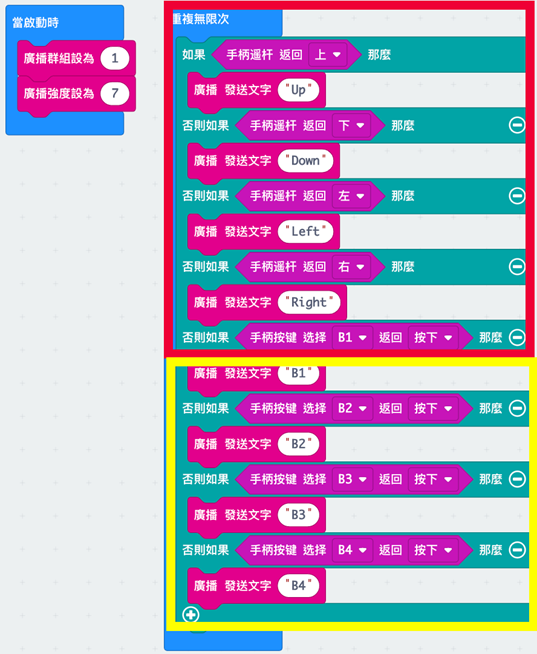 當啟動時
廣播群組設為 1
廣播強度設為 7
重複無限次
如果 手柄遥杆 返回 上 那麼
廣播 發送文字 "Up"
否則如果 手柄遥杆 返回 下 那麼
廣播 發送文字 "Down"
否則如果 手柄遥杆 返回 左 那麼
廣播 發送文字 "Left"
否則如果 手柄遥杆 返回 右 那麼
廣播 發送文字 "Right"
否則如果 手柄按键 选择 B1 返回 按下 那麼
廣播 發送文字 "B1"
否則如果 手柄按键 选择 B2 返回 按下 那麼
廣播 發送文字 "B2"
否則如果 手柄按键 选择 B3 返回 按下 那麼
廣播 發送文字 "B3"
否則如果 手柄按键 选择 B4 返回 按下 那麼
廣播 發送文字 "B4"